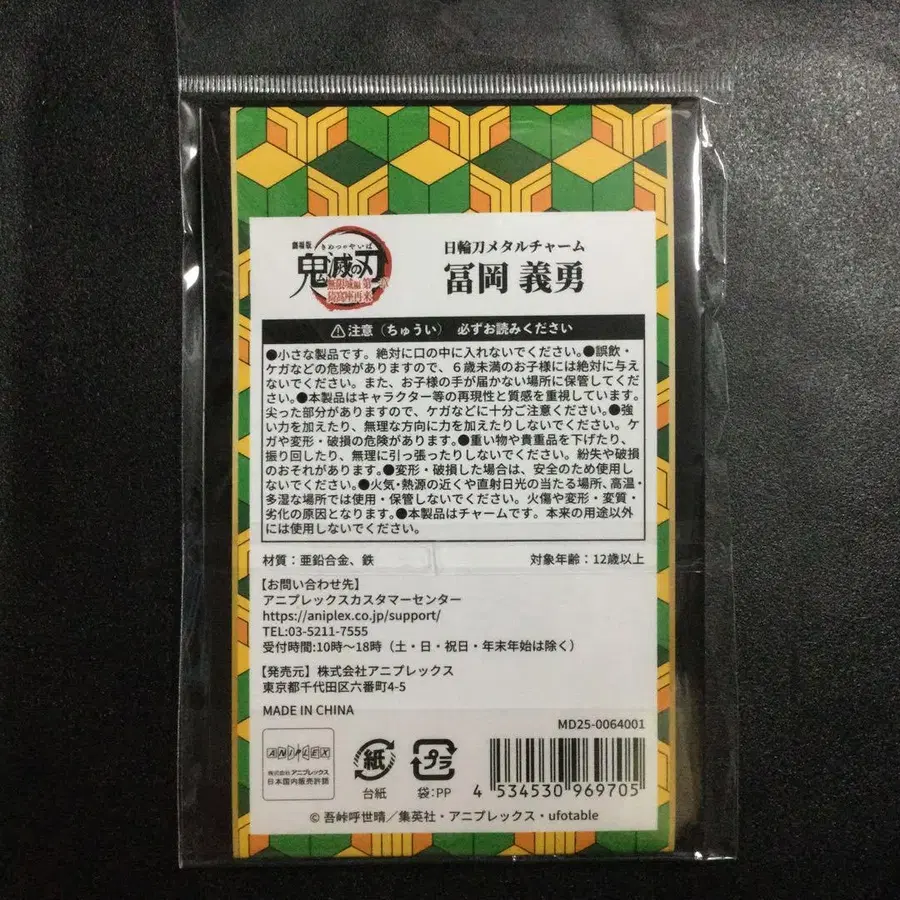 劇場版
きめつのやいば
鬼滅の刃
無限城編 第一章
猗窩座再来
日輪刀メタルチャーム
冨岡 義勇
⚠注意（ちゅうい） 必ずお読みください
●小さな製品です。絶対に口の中に入れないでください。●誤飲・
ケガなどの危険がありますので、６歳未満のお子様には絶対に与え
ないでください。また、お子様の手が届かない場所に保管してくだ
さい。●本製品はキャラクター等の再現性と質感を重視しています。
尖った部分がありますので、ケガなどに十分ご注意ください。●強
い力を加えたり、無理な方向に力を加えたりしないでください。ケ
ガや変形・破損の危険があります。●重い物や貴重品を下げたり、
振り回したり、無理に引っ張ったりしないでください。紛失や破損
のおそれがあります。●変形・破損した場合は、安全のため使用し
ないでください。●火気・熱源の近くや直射日光の当たる場所、高温・
多湿な場所では使用・保管しないでください。火傷や変形・変質・
劣化の原因となります。●本製品はチャームです。本来の用途以外
には使用しないでください。
材質：亜鉛合金、鉄
対象年齢：12歳以上
【お問い合わせ先】
アニプレックスカスタマーセンター
https://aniplex.co.jp/support/
TEL:03-5211-7555
受付時間:10時～18時（土・日・祝日・年末年始は除く）
【発売元】株式会社アニプレックス
東京都千代田区六番町4-5
MADE IN CHINA
MD25-0064001
ANIPLEX
株式会社アニプレックス
日本国内販売許諾
紙
台紙
プラ
袋：PP
4 534530 969705
© 吾峠呼世晴／集英社・アニプレックス・ufotable